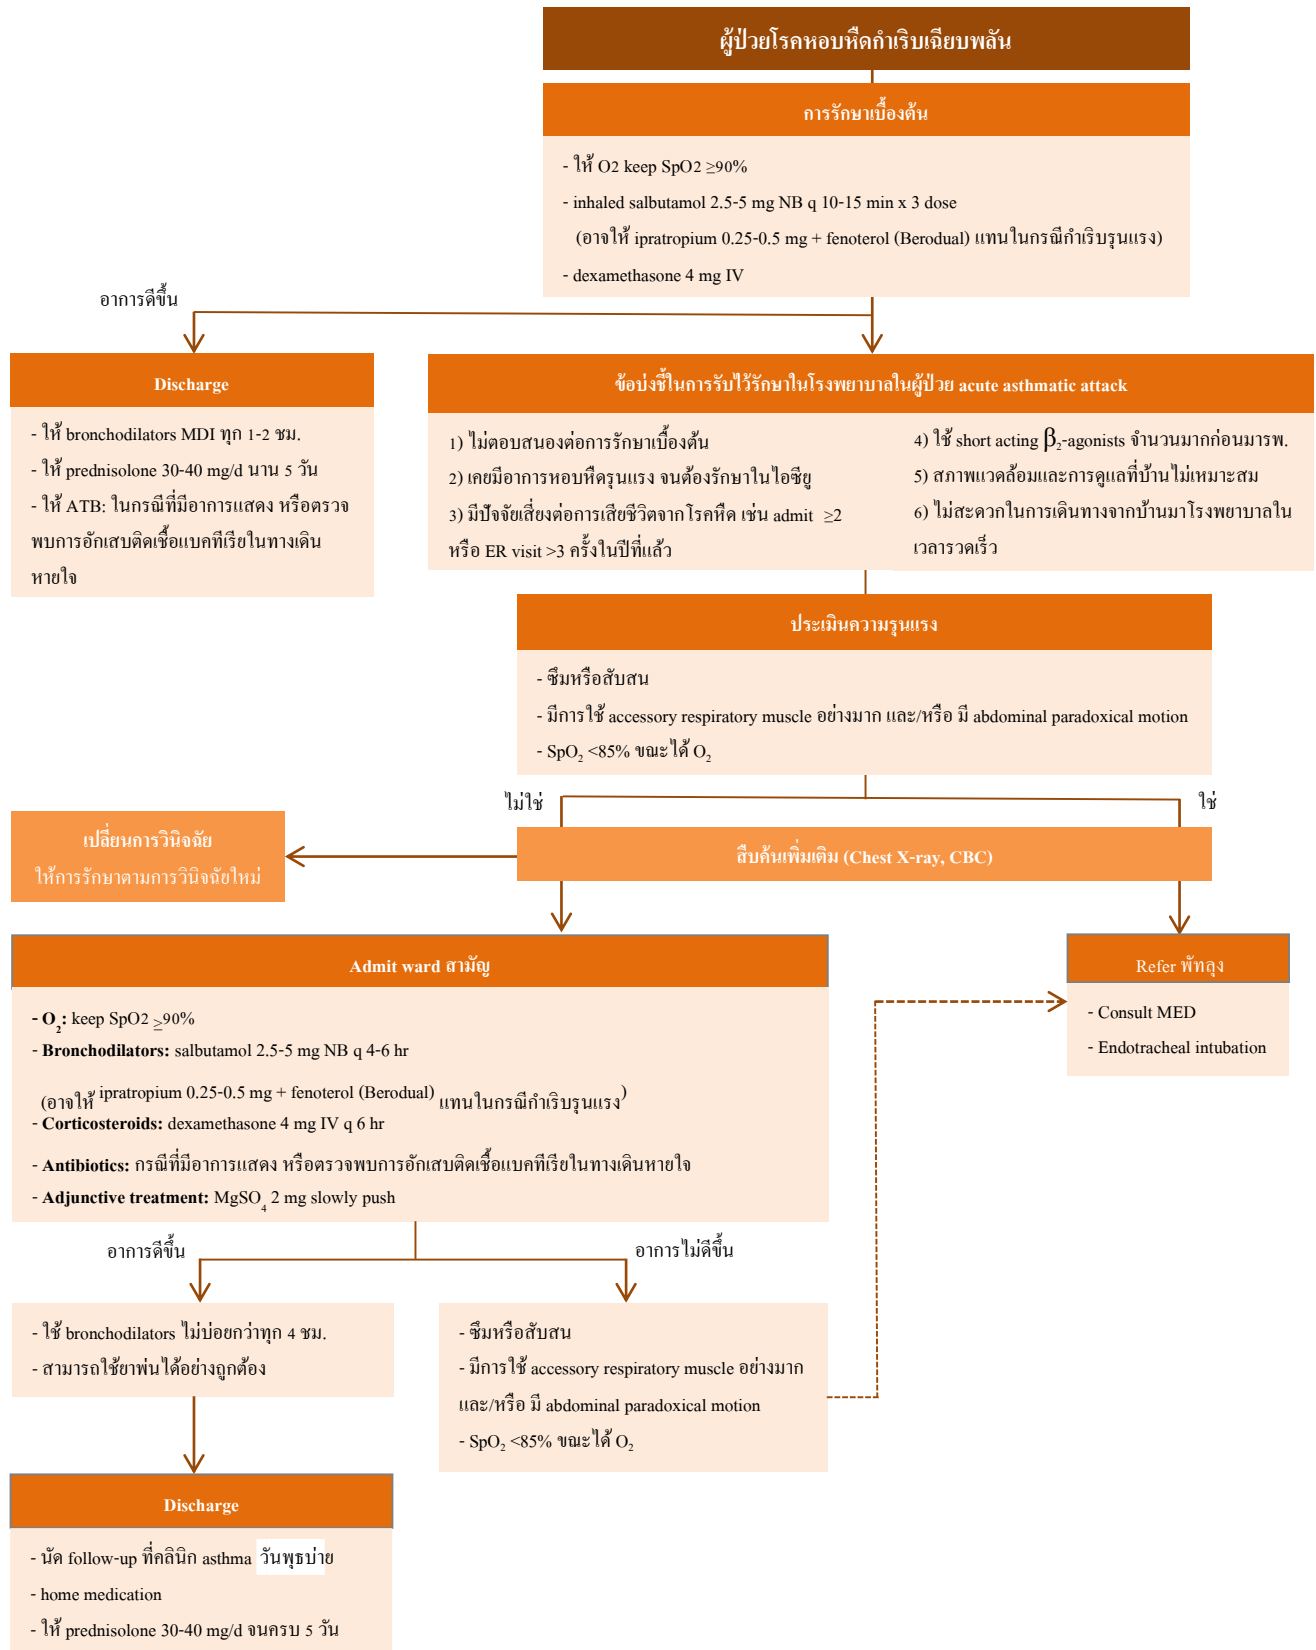 ผู้ป่วยโรคหอบหืดกำเริบเฉียบพลัน
การรักษาเบื้องต้น
- ให้ O2 keep SpO2 ≥90%
- inhaled salbutamol 2.5-5 mg NB q 10-15 min x 3 dose
(อาจให้ ipratropium 0.25-0.5 mg + fenoterol (Berodual) แทนในกรณีกำเริบรุนแรง)
- dexamethasone 4 mg IV
อาการดีขึ้น
Discharge
- ให้ bronchodilators MDI ทุก 1-2 ชม.
- ให้ prednisolone 30-40 mg/d นาน 5 วัน
- ให้ ATB: ในกรณีที่มีอาการแสดง หรือตรวจ
พบการอักเสบติดเชื้อแบคทีเรียในทางเดิน
หายใจ
ข้อบ่งชี้ในการรับไว้รักษาในโรงพยาบาลในผู้ป่วย acute asthmatic attack
1) ไม่ตอบสนองต่อการรักษาเบื้องต้น
2) เคยมีอาการหอบหืดรุนแรง จนต้องรักษาในไอซียู
3) มีปัจจัยเสี่ยงต่อการเสียชีวิตจากโรคหืด เช่น admit ≥2
หรือ ER visit >3 ครั้งในปีที่แล้ว
4) ใช้ short acting β₂-agonists จำนวนมากก่อนมารพ.
5) สภาพแวดล้อมและการดูแลที่บ้านไม่เหมาะสม
6) ไม่สะดวกในการเดินทางจากบ้านมาโรงพยาบาลใน
เวลารวดเร็ว
ประเมินความรุนแรง
- ซึมหรือสับสน
- มีการใช้ accessory respiratory muscle อย่างมาก และ/หรือ มี abdominal paradoxical motion
- SpO₂ <85% ขณะได้ O₂
ไม่ใช่
ใช่
เปลี่ยนการวินิจฉัย
ให้การรักษาตามการวินิจฉัยใหม่
สืบค้นเพิ่มเติม (Chest X-ray, CBC)
Admit ward สามัญ
- O₂: keep SpO2 ≥90%
- Bronchodilators: salbutamol 2.5-5 mg NB q 4-6 hr
(อาจให้ ipratropium 0.25-0.5 mg + fenoterol (Berodual) แทนในกรณีกำเริบรุนแรง)
- Corticosteroids: dexamethasone 4 mg IV q 6 hr
- Antibiotics: กรณีที่มีอาการแสดง หรือตรวจพบการอักเสบติดเชื้อแบคทีเรียในทางเดินหายใจ
- Adjunctive treatment: MgSO₄ 2 mg slowly push
Refer พัทลุง
- Consult MED
- Endotracheal intubation
อาการดีขึ้น
อาการไม่ดีขึ้น
- ใช้ bronchodilators ไม่บ่อยกว่าทุก 4 ชม.
- สามารถใช้ยาพ่นได้อย่างถูกต้อง
- ซึมหรือสับสน
- มีการใช้ accessory respiratory muscle อย่างมาก
และ/หรือ มี abdominal paradoxical motion
- SpO₂ <85% ขณะได้ O₂
Discharge
- นัด follow-up ที่คลินิก asthma วันพุธบ่าย
- home medication
- ให้ prednisolone 30-40 mg/d จนครบ 5 วัน